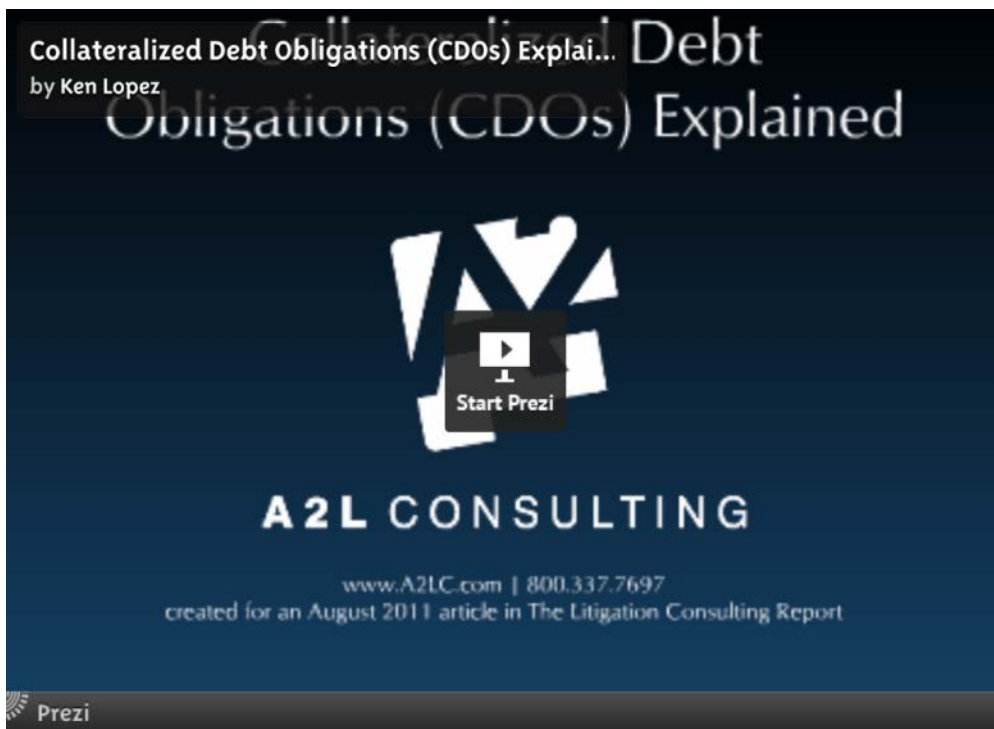 Collateralized Debt Obligations (CDOs) Explai...
by Ken Lopez
Collateralized Debt
Obligations (CDOs) Explained
Start Prezi
A2L CONSULTING
www.A2LC.com | 800.337.7697
created for an August 2011 article in The Litigation Consulting Report
Prezi